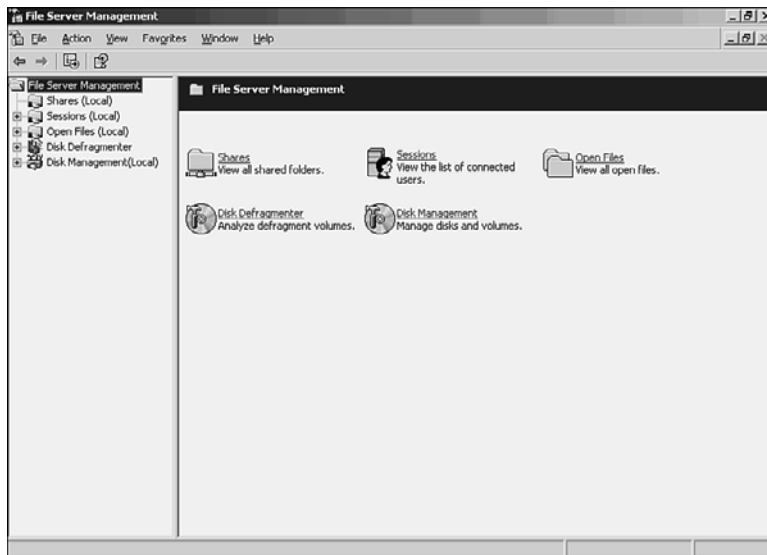 File Server Management
File Action View Favorites Window Help
File Server Management
Shares (Local)
Sessions (Local)
Open Files (Local)
Disk Defragmenter
Disk Management(Local)
File Server Management
Shares
View all shared folders.
Sessions
View the list of connected
users.
Open Files
View all open files.
Disk Defragmenter
Analyze defragment volumes.
Disk Management
Manage disks and volumes.